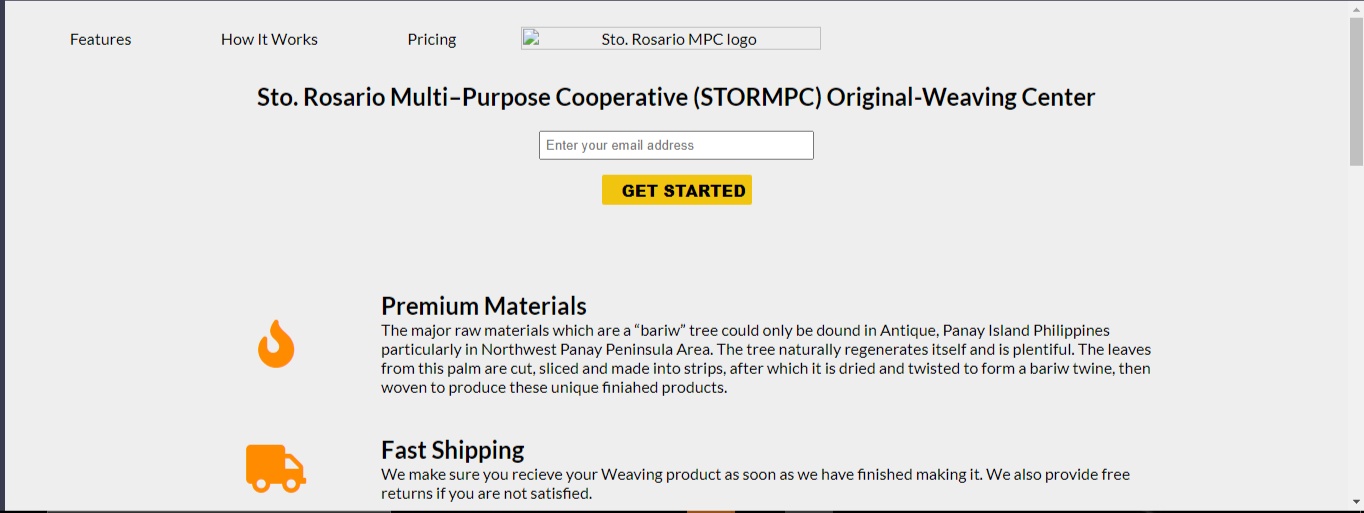 Features How It Works Pricing Sto. Rosario MPC logo
Sto. Rosario Multi–Purpose Cooperative (STORMPC) Original-Weaving Center
Enter your email address
GET STARTED
Premium Materials
The major raw materials which are a “bariw” tree could only be dound in Antique, Panay Island Philippines
particularly in Northwest Panay Peninsula Area. The tree naturally regenerates itself and is plentiful. The leaves
from this palm are cut, sliced and made into strips, after which it is dried and twisted to form a bariw twine, then
woven to produce these unique finiahed products.
Fast Shipping
We make sure you recieve your Weaving product as soon as we have finished making it. We also provide free
returns if you are not satisfied.